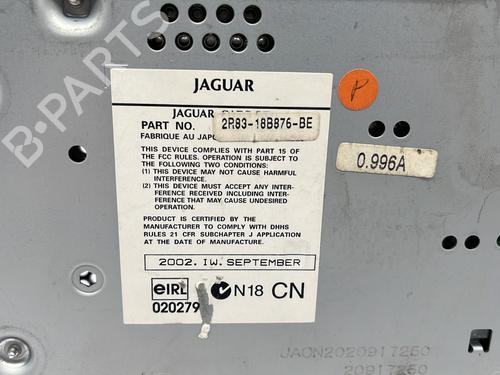 JAGUAR
JAGUAR
PART NO. 2R83-18B876-BE
FABRIQUE AU JAPON
THIS DEVICE COMPLIES WITH PART 15 OF
THE FCC RULES. OPERATION IS SUBJECT TO
THE FOLLOWING TWO CONDITIONS:
(1) THIS DEVICE MAY NOT CAUSE HARMFUL
INTERFERENCE.
(2) THIS DEVICE MUST ACCEPT ANY INTER-
FERENCE RECEIVED INCLUDING INTER-
FERENCE THAT MAY CAUSE UNDESIRED
OPERATION.
PRODUCT IS CERTIFIED BY THE
MANUFACTURER TO COMPLY WITH DHHS
RULES 21 CFR SUBCHAPTER J APPLICATION
AT THE DATE OF MANUFACTURE.
2002. IW. SEPTEMBER
eIRL N18 CN
020279
P
0.996A
UAON2020917250
20917250
B-PARTS